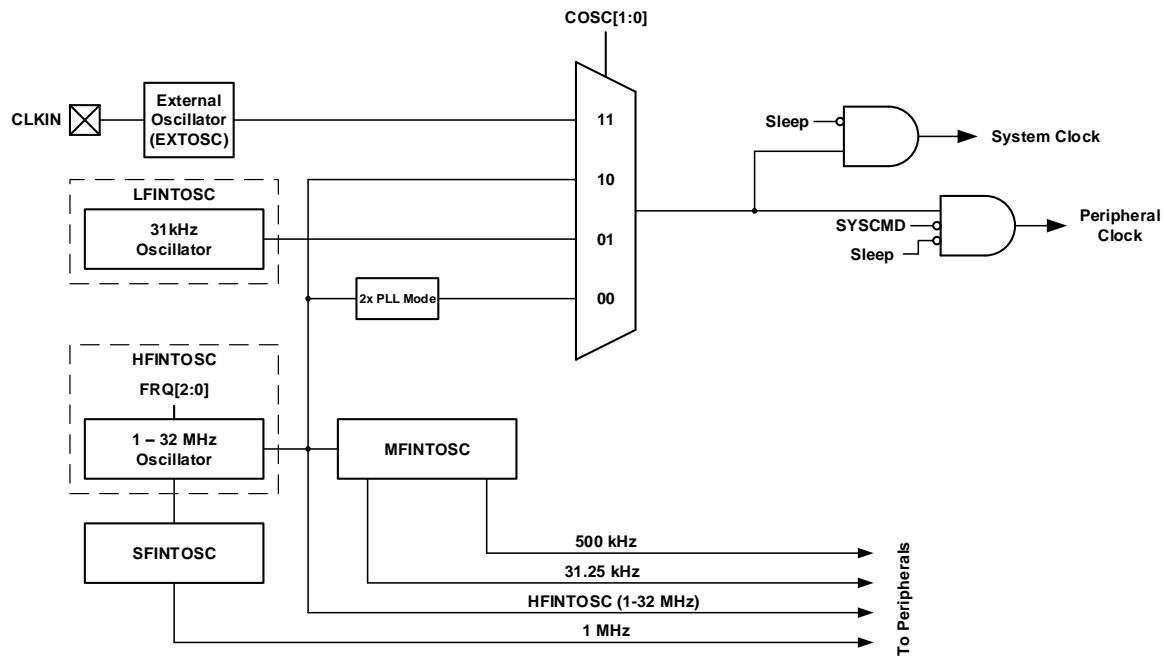 COSC[1:0]
CLKIN
External
Oscillator
(EXTOSC)
11
Sleep
System Clock
LFINTOSC
10
31kHz
Oscillator
01
SYSCMD
Sleep
Peripheral
Clock
2x PLL Mode
00
HFINTOSC
FRQ[2:0]
1 – 32 MHz
Oscillator
MFINTOSC
SFINTOSC
500 kHz
31.25 kHz
HFINTOSC (1-32 MHz)
1 MHz
To Peripherals